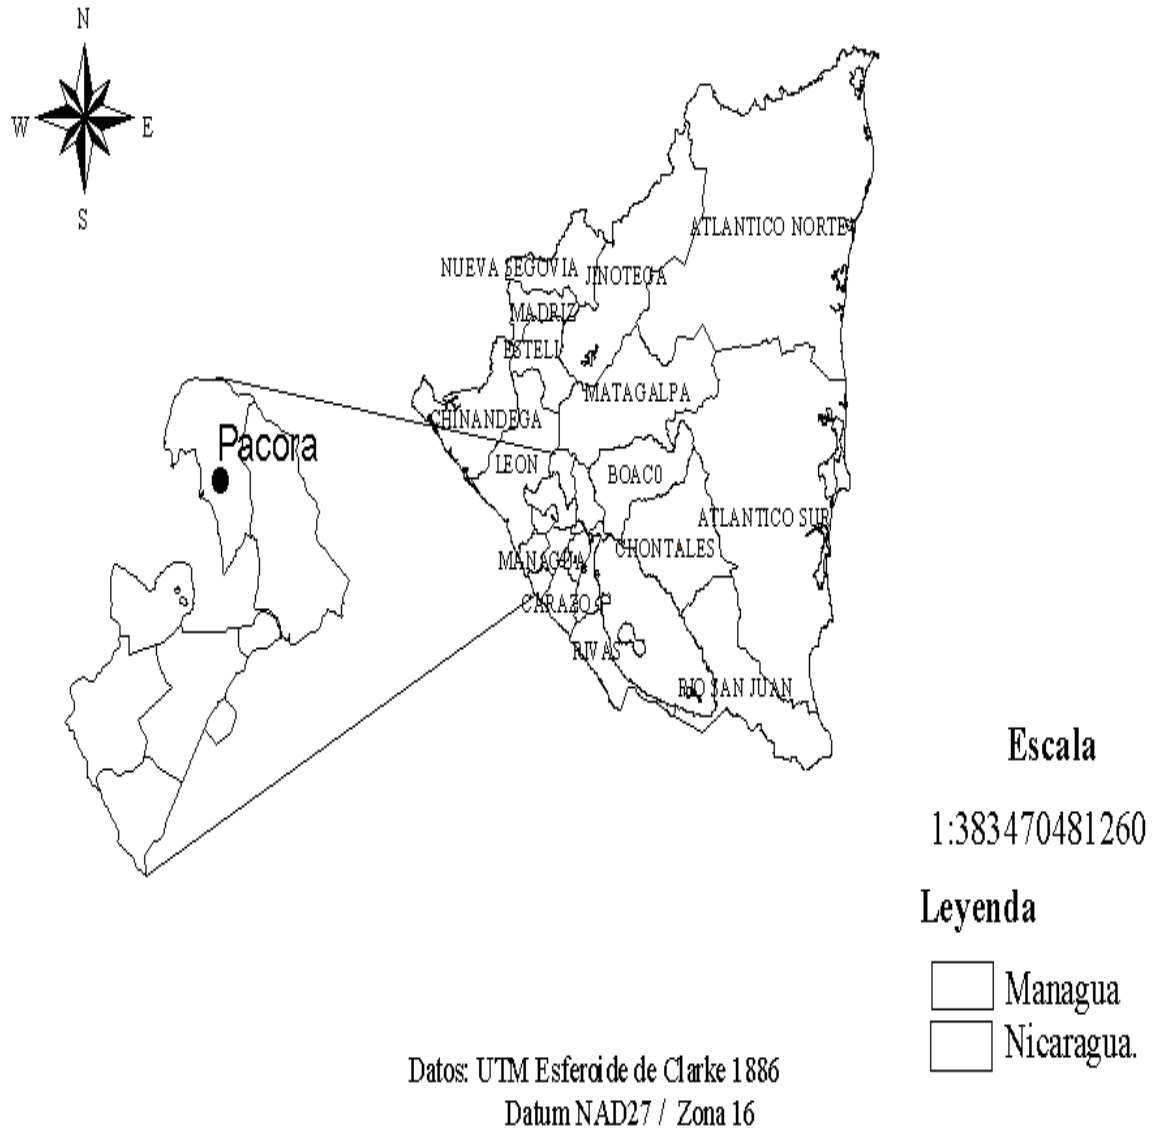 N
W E
S
ATLANTICO NORTE
NUEVA SEGOVIA
JINOTEGA
MADRIZ
ESTELI
MATAGALPA
CHINANDEGA
Pacora
LEON
BOACO
ATLANTICO SUR
CHONTALES
MANAGUA
CARAZO
RIVAS
RIO SAN JUAN
Escala
1:383470481260
Leyenda
Managua
Nicaragua.
Datos: UTM Esferoide de Clarke 1886
Datum NAD27 / Zona 16